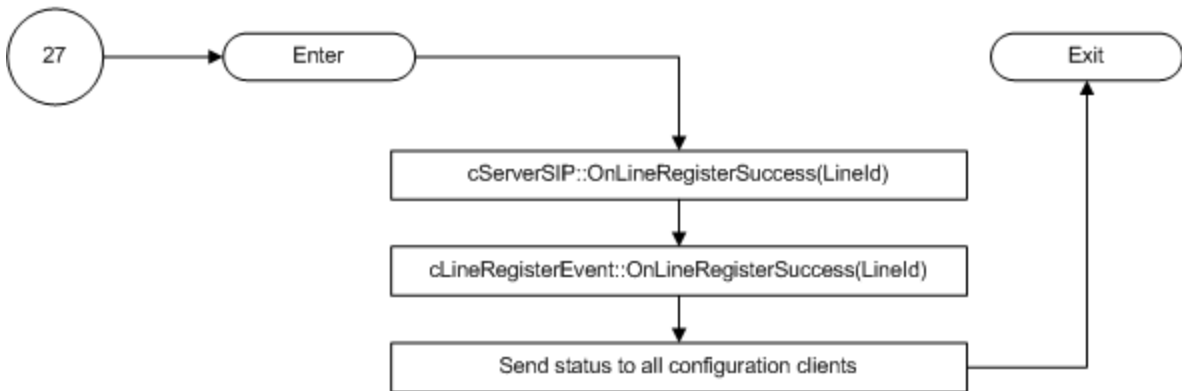 27
Enter
Exit
cServerSIP::OnLineRegisterSuccess(LineId)
cLineRegisterEvent::OnLineRegisterSuccess(LineId)
Send status to all configuration clients